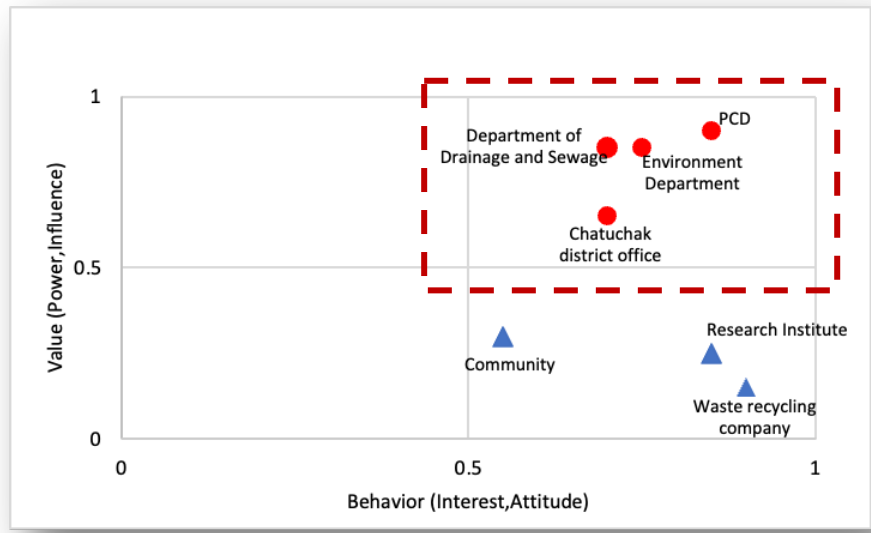 Value (Power,Influence)
1
0.5
0
PCD
Department of
Drainage and Sewage
Environment
Department
Chatuchak
district office
Research Institute
Community
Waste recycling
company
0
0.5
1
Behavior (Interest,Attitude)